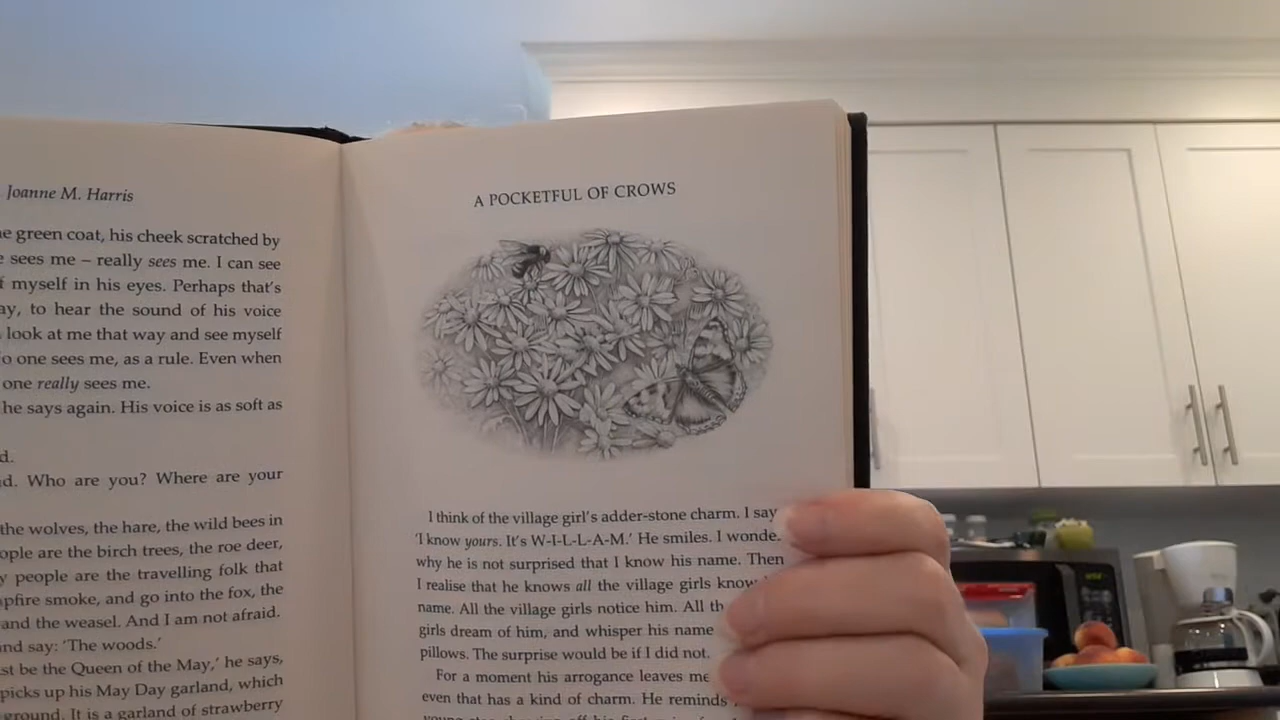 Joanne M. Harris
green coat, his cheek scratched by
sees me – really sees me. I can see
myself in his eyes. Perhaps that's
to hear the sound of his voice
look at me that way and see myself
one sees me, as a rule. Even when
one really sees me.
he says again. His voice is as soft as
Who are you? Where are your
the wolves, the hare, the wild bees in
are the birch trees, the roe deer,
people are the travelling folk that
smoke, and go into the fox, the
and the weasel. And I am not afraid.
say: 'The woods.'
be the Queen of the May,' he says,
picks up his May Day garland, which
ground. It is a garland of strawberry
A POCKETFUL OF CROWS
I think of the village girl's adder-stone charm. I say
'I know yours. It's W-I-L-L-A-M.' He smiles. I
why he is not surprised that I know his name. Then
I realise that he knows all the village girls know
name. All the village girls notice him. All
girls dream of him, and whisper his name
pillows. The surprise would be if I did not.
For a moment his arrogance leaves me
even that has a kind of charm. He reminds